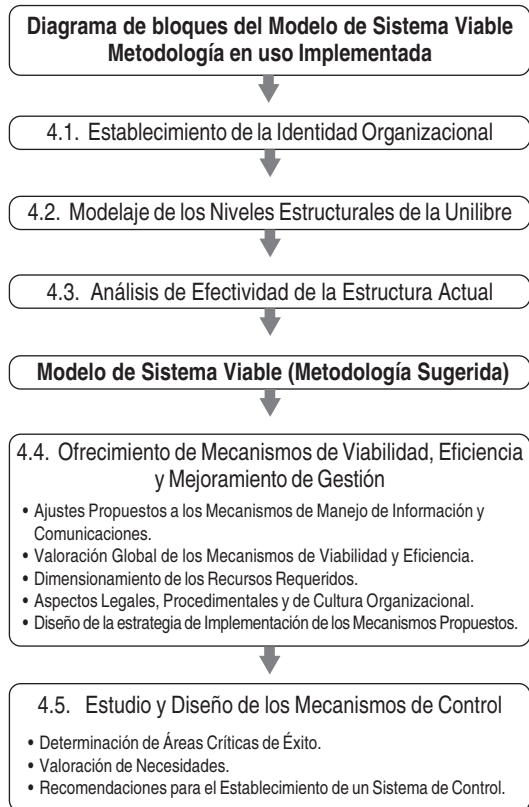 Diagrama de bloques del Modelo de Sistema Viable
Metodología en uso Implementada
4.1. Establecimiento de la Identidad Organizacional
4.2. Modelaje de los Niveles Estructurales de la Unilibre
4.3. Análisis de Efectividad de la Estructura Actual
Modelo de Sistema Viable (Metodología Sugerida)
4.4. Ofrecimiento de Mecanismos de Viabilidad, Eficiencia
y Mejoramiento de Gestión
• Ajustes Propuestos a los Mecanismos de Manejo de Información y
Comunicaciones.
• Valoración Global de los Mecanismos de Viabilidad y Eficiencia.
• Dimensionamiento de los Recursos Requeridos.
• Aspectos Legales, Procedimentales y de Cultura Organizacional.
• Diseño de la estrategia de Implementación de los Mecanismos Propuestos.
4.5. Estudio y Diseño de los Mecanismos de Control
• Determinación de Áreas Críticas de Éxito.
• Valoración de Necesidades.
• Recomendaciones para el Establecimiento de un Sistema de Control.